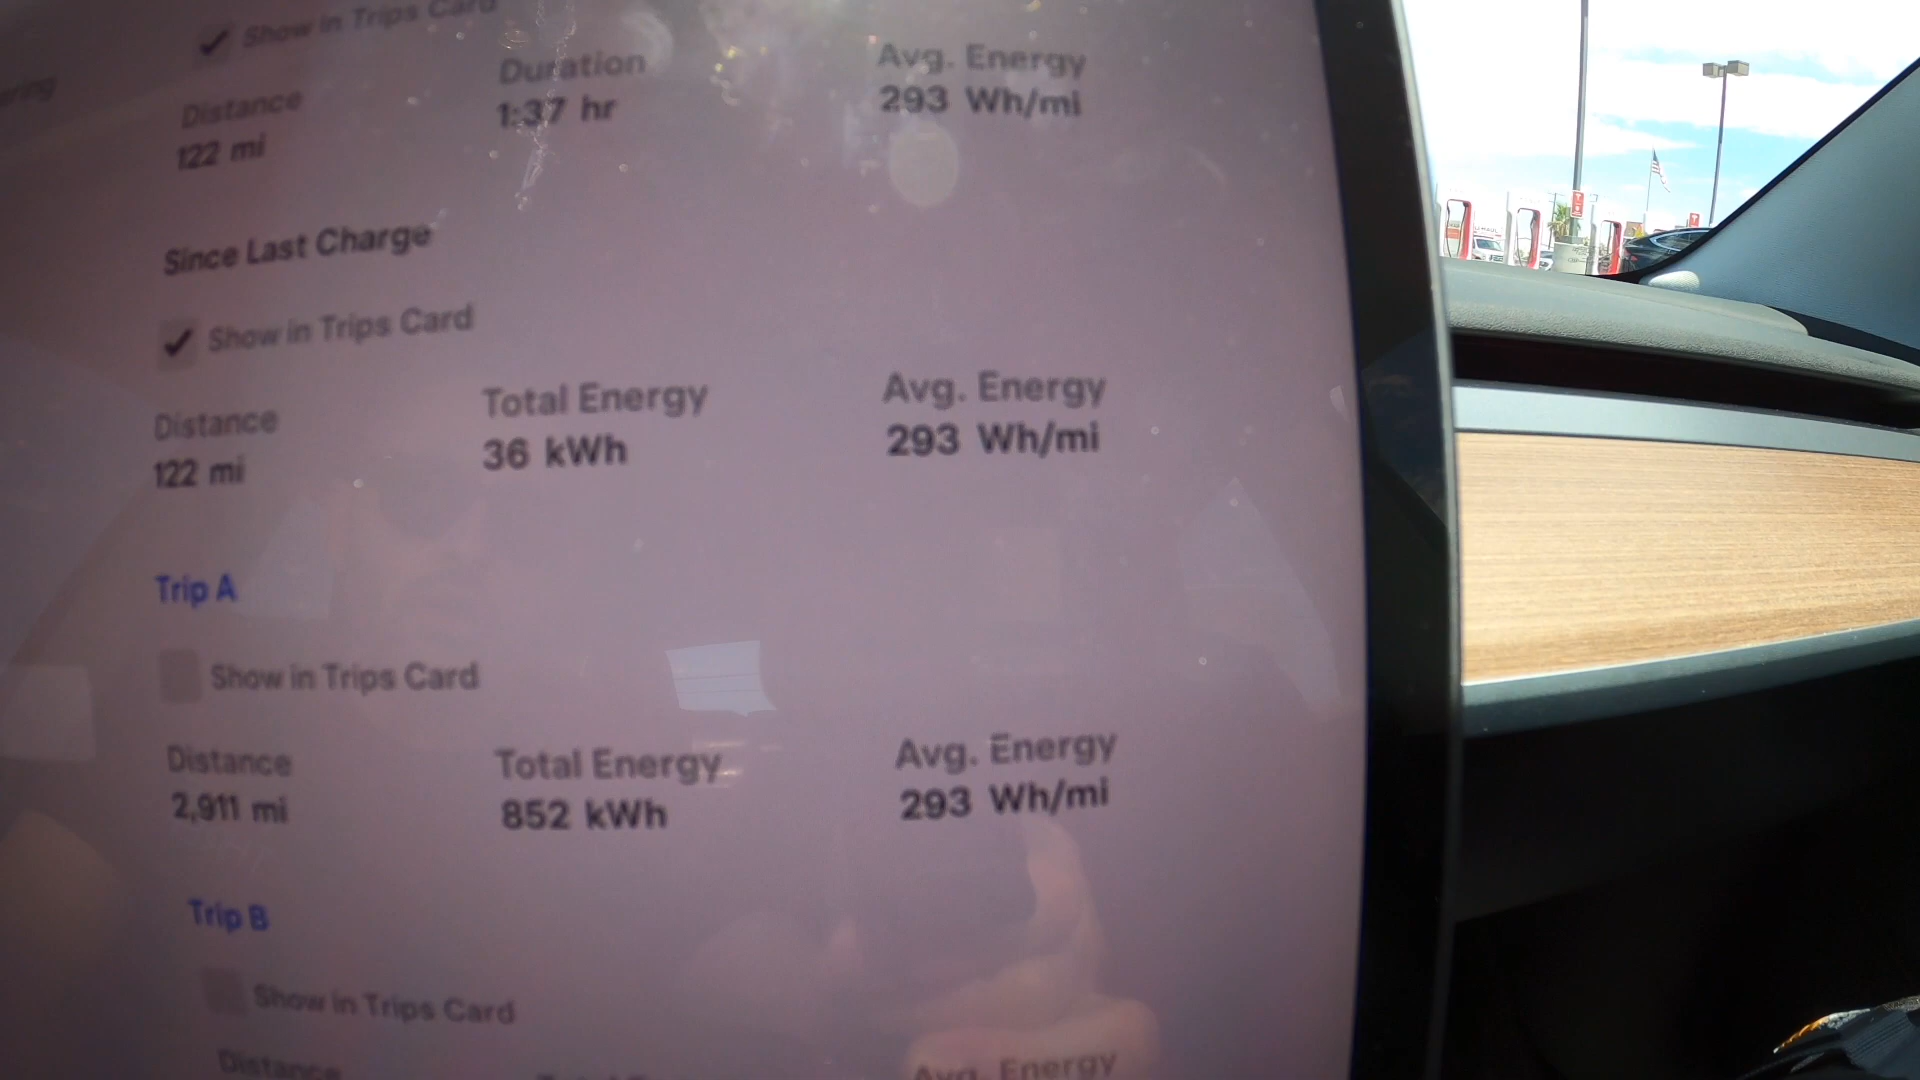 Show in Trips Card
Distance
122 mi
Duration
1:37 hr
Avg. Energy
293 Wh/mi
Since Last Charge
Show in Trips Card
Distance
122 mi
Total Energy
36 kWh
Avg. Energy
293 Wh/mi
Trip A
Show in Trips Card
Distance
2,911 mi
Total Energy
852 kWh
Avg. Energy
293 Wh/mi
Trip B
Show in Trips Card
Distance
Avg. Energy
U-HAUL